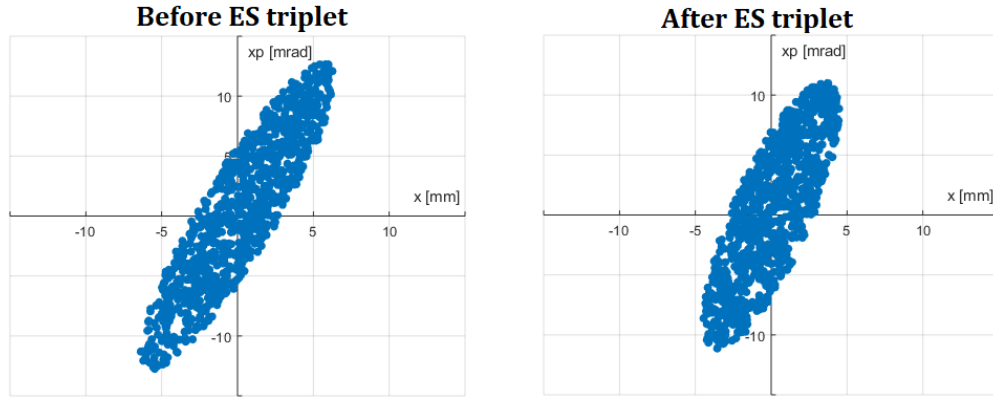 Before ES triplet
xp [mrad]
10
5
x [mm]
-10 -5 5 10
-10
After ES triplet
xp [mrad]
10
x [mm]
-10 -5 5 10
-10